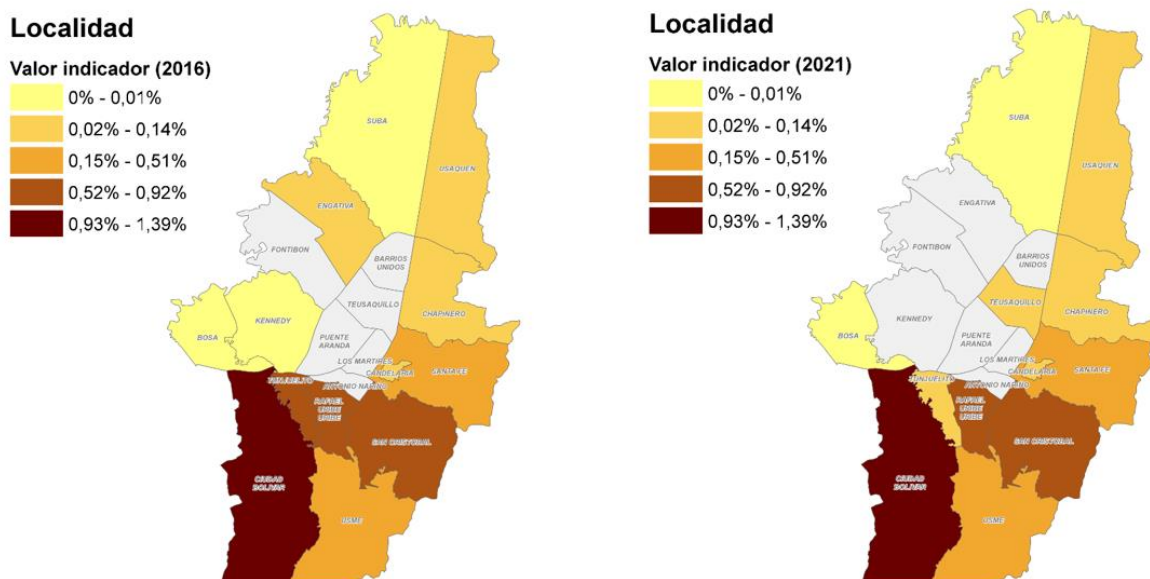 Localidad
Valor indicador (2016)
0% - 0,01%
0,02% - 0,14%
0,15% - 0,51%
0,52% - 0,92%
0,93% - 1,39%
SUBA
USAQUEN
ENGATIVA
FONTIBON
BARRIOS
UNIDOS
TEUSAQUILLO
CHAPINERO
KENNEDY
BOSA
PUENTE
ARANDA
LOS MARTIRES
CANDELARIA
SANTA FE
TUNJUELITO
ANTONIO NARIÑO
RAFAEL
URIBE
URIBE
SAN CRISTOBAL
CIUDAD
BOLIVAR
USME
Localidad
Valor indicador (2021)
0% - 0,01%
0,02% - 0,14%
0,15% - 0,51%
0,52% - 0,92%
0,93% - 1,39%
SUBA
USAQUEN
ENGATIVA
FONTIBON
BARRIOS
UNIDOS
TEUSAQUILLO
CHAPINERO
KENNEDY
BOSA
PUENTE
ARANDA
LOS MARTIRES
CANDELARIA
SANTA FE
TUNJUELITO
ANTONIO NARIÑO
RAFAEL
URIBE
URIBE
SAN CRISTOBAL
CIUDAD
BOLIVAR
USME